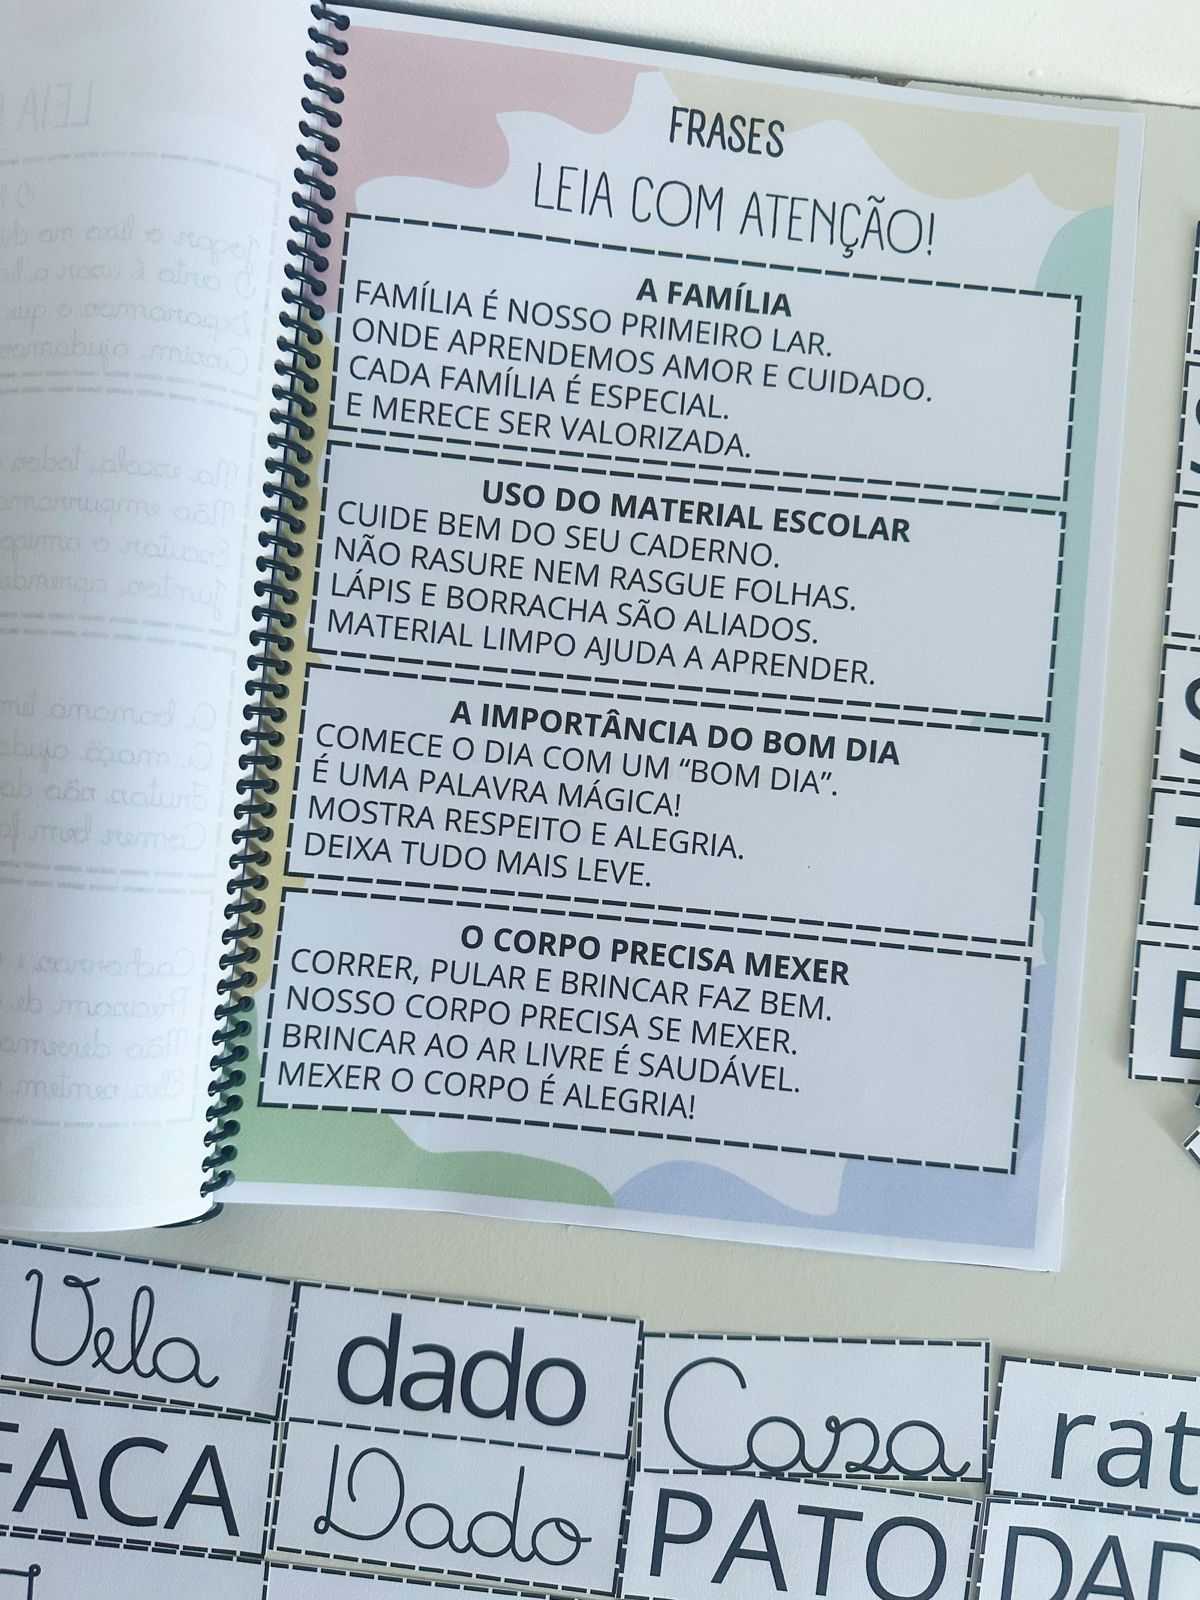 FRASES
LEIA COM ATENÇÃO!
A FAMÍLIA
FAMÍLIA É NOSSO PRIMEIRO LAR.
ONDE APRENDEMOS AMOR E CUIDADO.
CADA FAMÍLIA É ESPECIAL.
E MERECE SER VALORIZADA.
USO DO MATERIAL ESCOLAR
CUIDE BEM DO SEU CADERNO.
NÃO RASURE NEM RASGUE FOLHAS.
LÁPIS E BORRACHA SÃO ALIADOS.
MATERIAL LIMPO AJUDA A APRENDER.
A IMPORTÂNCIA DO BOM DIA
COMECE O DIA COM UM “BOM DIA”.
É UMA PALAVRA MÁGICA!
MOSTRA RESPEITO E ALEGRIA.
DEIXA TUDO MAIS LEVE.
O CORPO PRECISA MEXER
CORRER, PULAR E BRINCAR FAZ BEM.
NOSSO CORPO PRECISA SE MEXER.
BRINCAR AO AR LIVRE É SAUDÁVEL.
MEXER O CORPO É ALEGRIA!
Vela
dado
Casa
rat
FACA
Dado
PATO
DAD